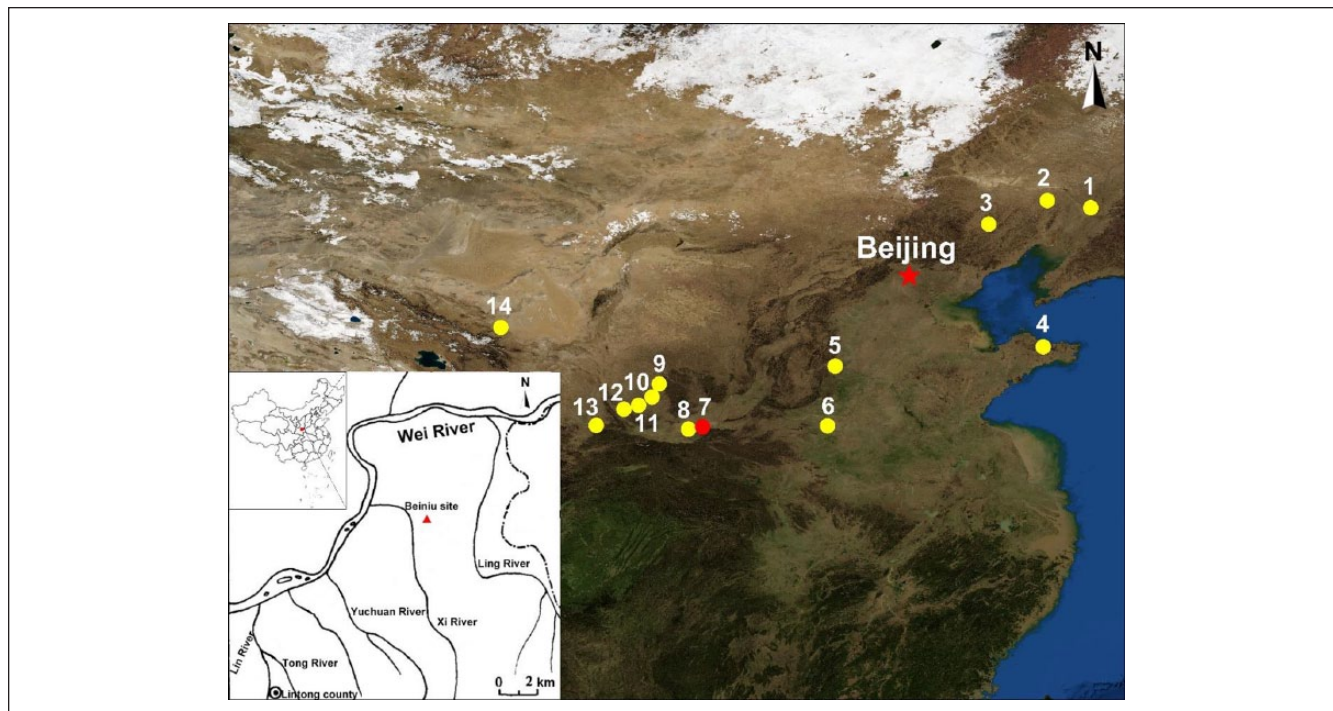 N
2
1
3
Beijing
14
4
5
9
10
12
13
11
8
7
6
N
Wei River
Beiniu site
Ling River
Yuchuan River
Xi River
Lin River
Tong River
Lintong county
0 2 km